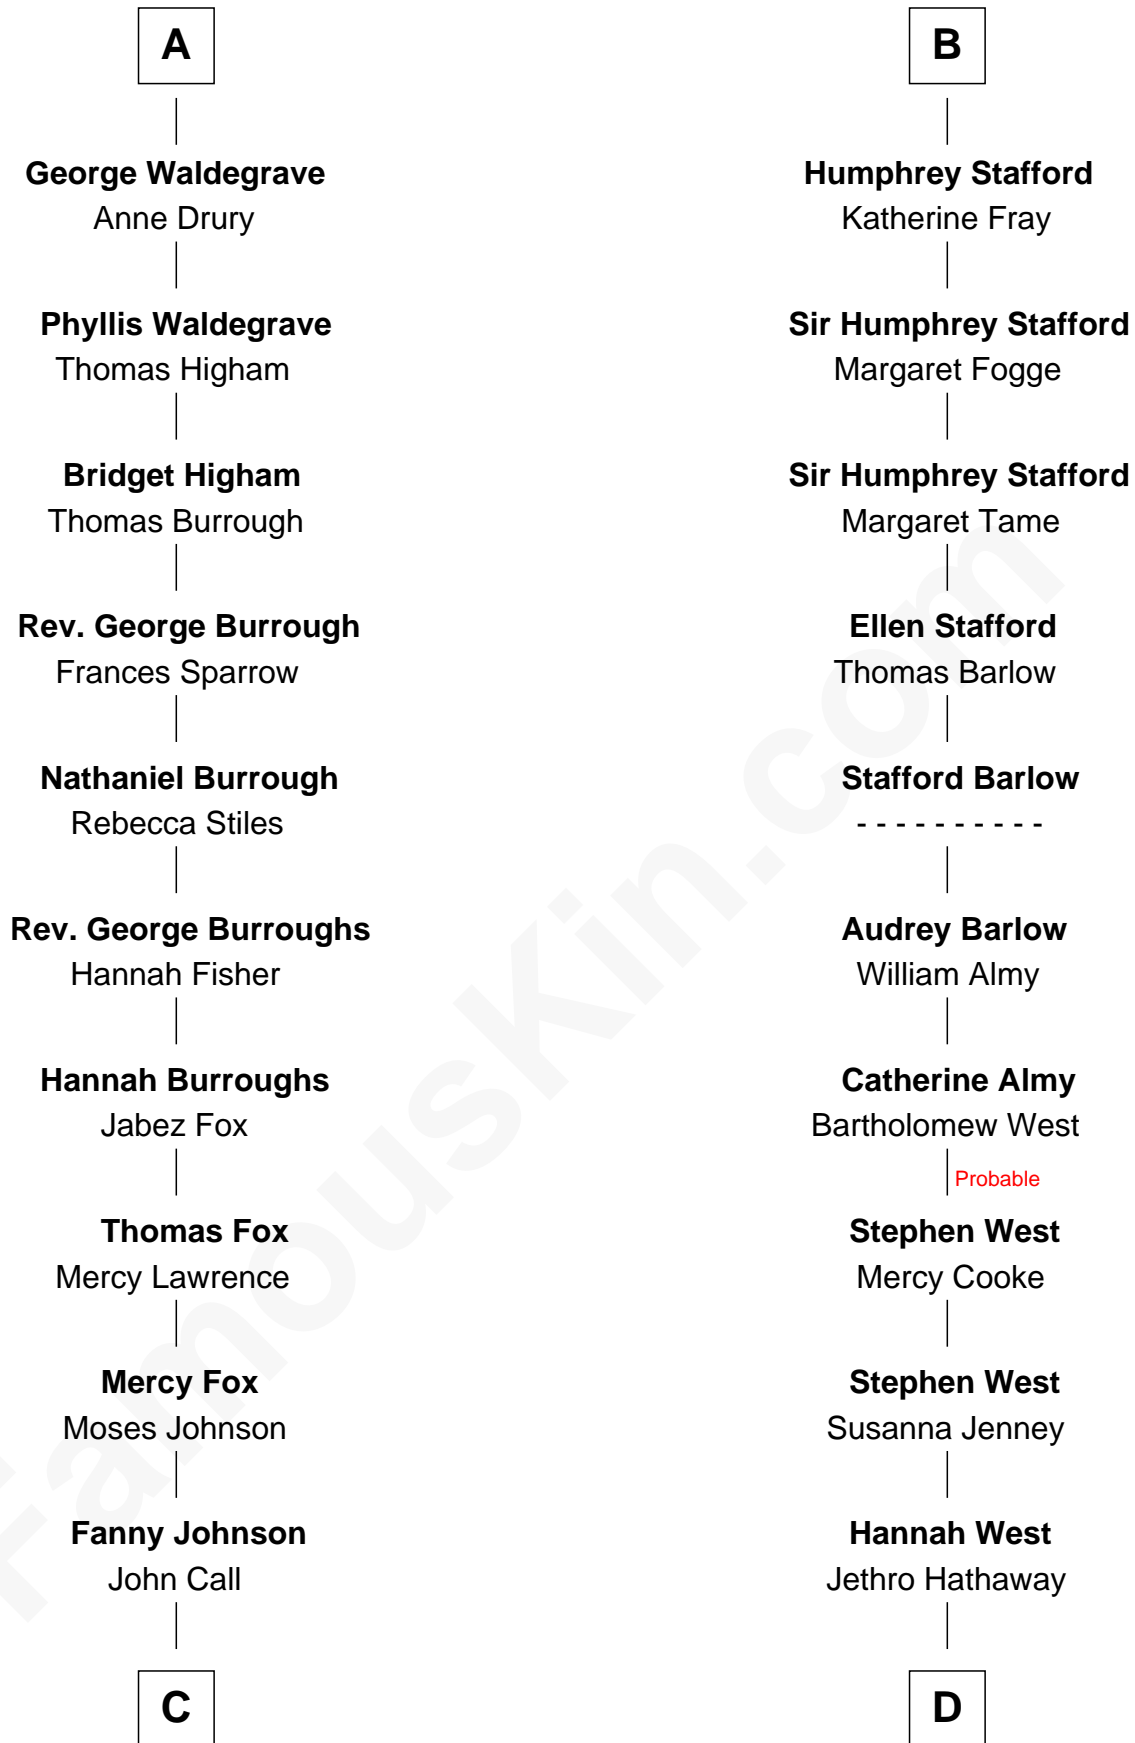 A
George Waldegrave
Anne Drury
Phyllis Waldegrave
Thomas Higham
Bridget Higham
Thomas Burrough
Rev. George Burrough
Frances Sparrow
Nathaniel Burrough
Rebecca Stiles
Rev. George Burroughs
Hannah Fisher
Hannah Burroughs
Jabez Fox
Thomas Fox
Mercy Lawrence
Mercy Fox
Moses Johnson
Fanny Johnson
John Call
C
B
Humphrey Stafford
Katherine Fray
Sir Humphrey Stafford
Margaret Fogge
Sir Humphrey Stafford
Margaret Tame
Ellen Stafford
Thomas Barlow
Stafford Barlow
- - - - - - - - - -
Audrey Barlow
William Almy
Catherine Almy
Bartholomew West
Probable
Stephen West
Mercy Cooke
Stephen West
Susanna Jenney
Hannah West
Jethro Hathaway
D
FamousKin.com